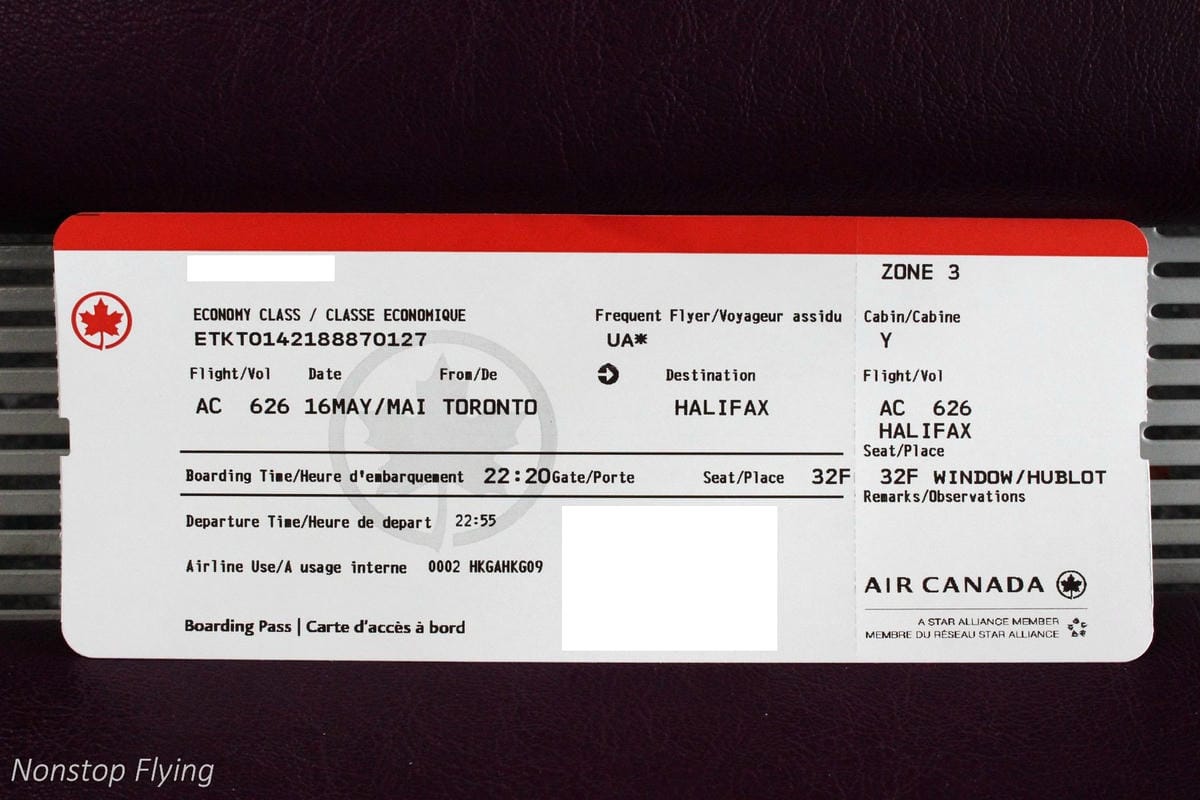 ZONE 3
ECONOMY CLASS / CLASSE ECONOMIQUE
ETKTO142188870127
Frequent Flyer/Voyageur assidu
UA*
Cabin/Cabine
Y
Flight/Vol Date From/De Destination
AC 626 16MAY/MAI TORONTO HALIFAX
Flight/Vol
AC 626
HALIFAX
Boarding Time/Heure d'embarquement 22:20 Gate/Porte Seat/Place 32F
Seat/Place
32F WINDOW/HUBLOT
Remarks/Observations
Departure Time/Heure de depart 22:55
Airline Use/A usage interne 0002 HKGAHKG09
Boarding Pass | Carte d'accès à bord
AIR CANADA
A STAR ALLIANCE MEMBER
MEMBRE DU RÉSEAU STAR ALLIANCE
Nonstop Flying